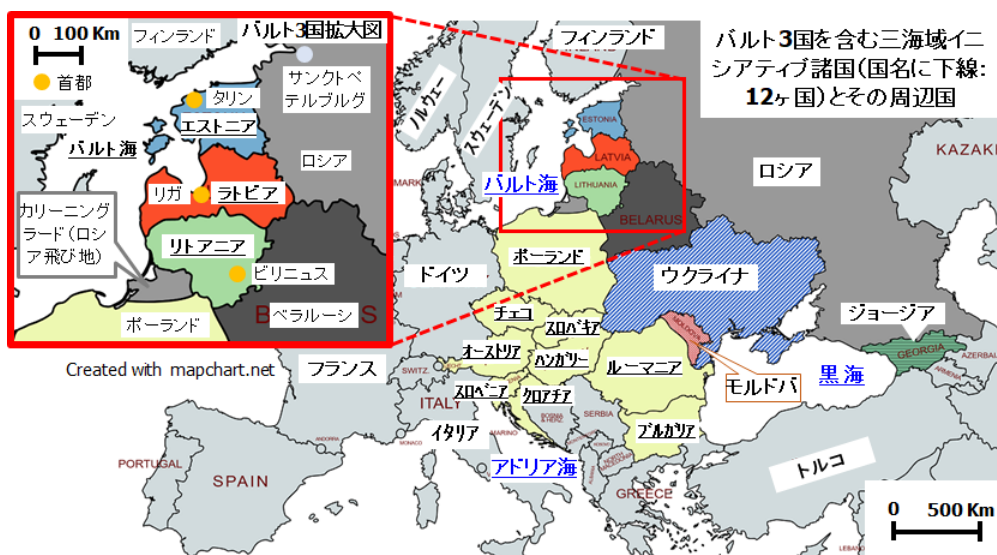 0 100 Km
首都
バルト3国拡大図
フィンランド
サンクトペ
テルブルグ
タリン
スウェーデン
エストニア
バルト海
ロシア
リガ
ラトビア
カリーニング
ラード(ロシ
ア飛び地)
リトアニア
ビリニュス
ポーランド
ベラルーシ
Created with mapchart.net
バルト3国を含む三海域イニ
シアティブ諸国(国名に下線:
12ヶ国)とその周辺国
フィンランド
ノルウェー
スウェーデン
ESTONIA
LATVIA
LITHUANIA
BELARUS
ロシア
バルト海
ポーランド
ドイツ
ウクライナ
チェコ
スロバキア
オーストリア
ハンガリー
ルーマニア
MOLDOVA
モルドバ
ジョージア
GEORGIA
AZERBAI
ARMENIA
KAZAK
黒海
フランス
SWITZ.
スロベニア
クロアチア
BOSNIA
& HERZ.
SERBIA
ブルガリア
ITALY
イタリア
MONACO
MARINO
アドリア海
NORTH
MACEDONIA
GREECE
トルコ
ANDORRA
PORTUGAL
SPAIN
LEBANO
0 500 Km